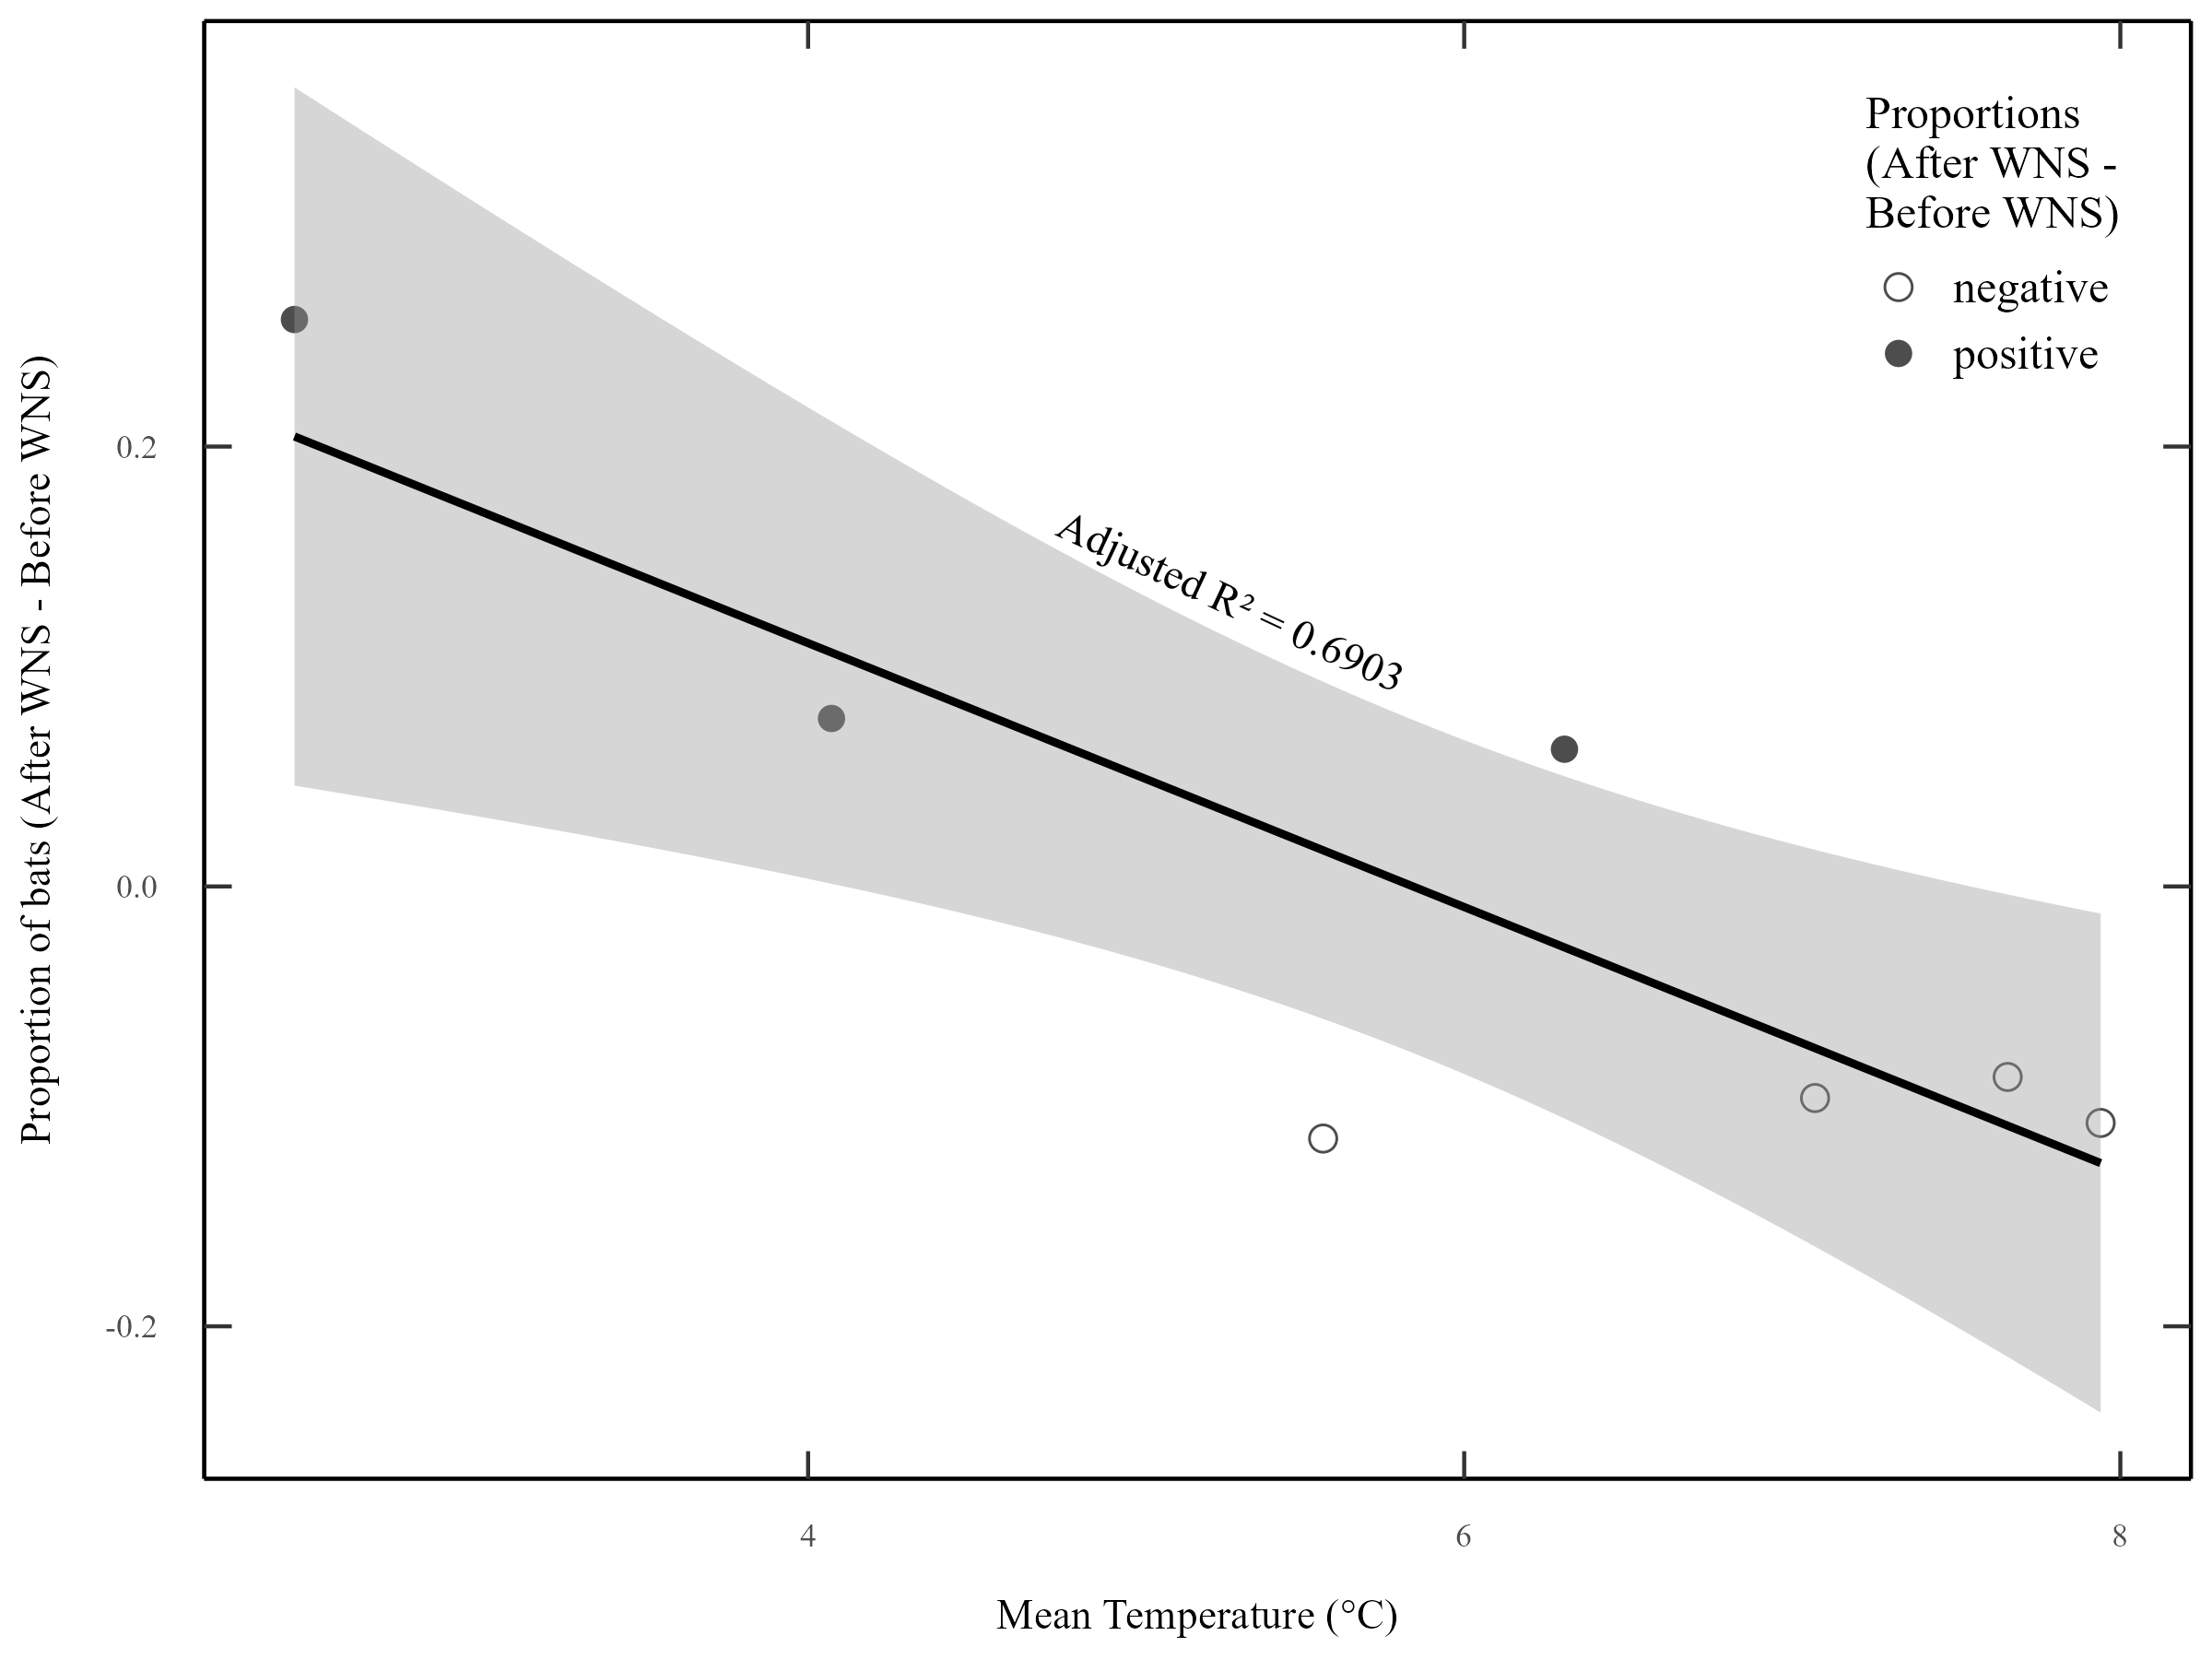 Proportions
(After WNS -
Before WNS)
negative
positive
Adjusted R² = 0.6903
Proportion of bats (After WNS - Before WNS)
0.2
0.0
-0.2
4 6 8
Mean Temperature (°C)